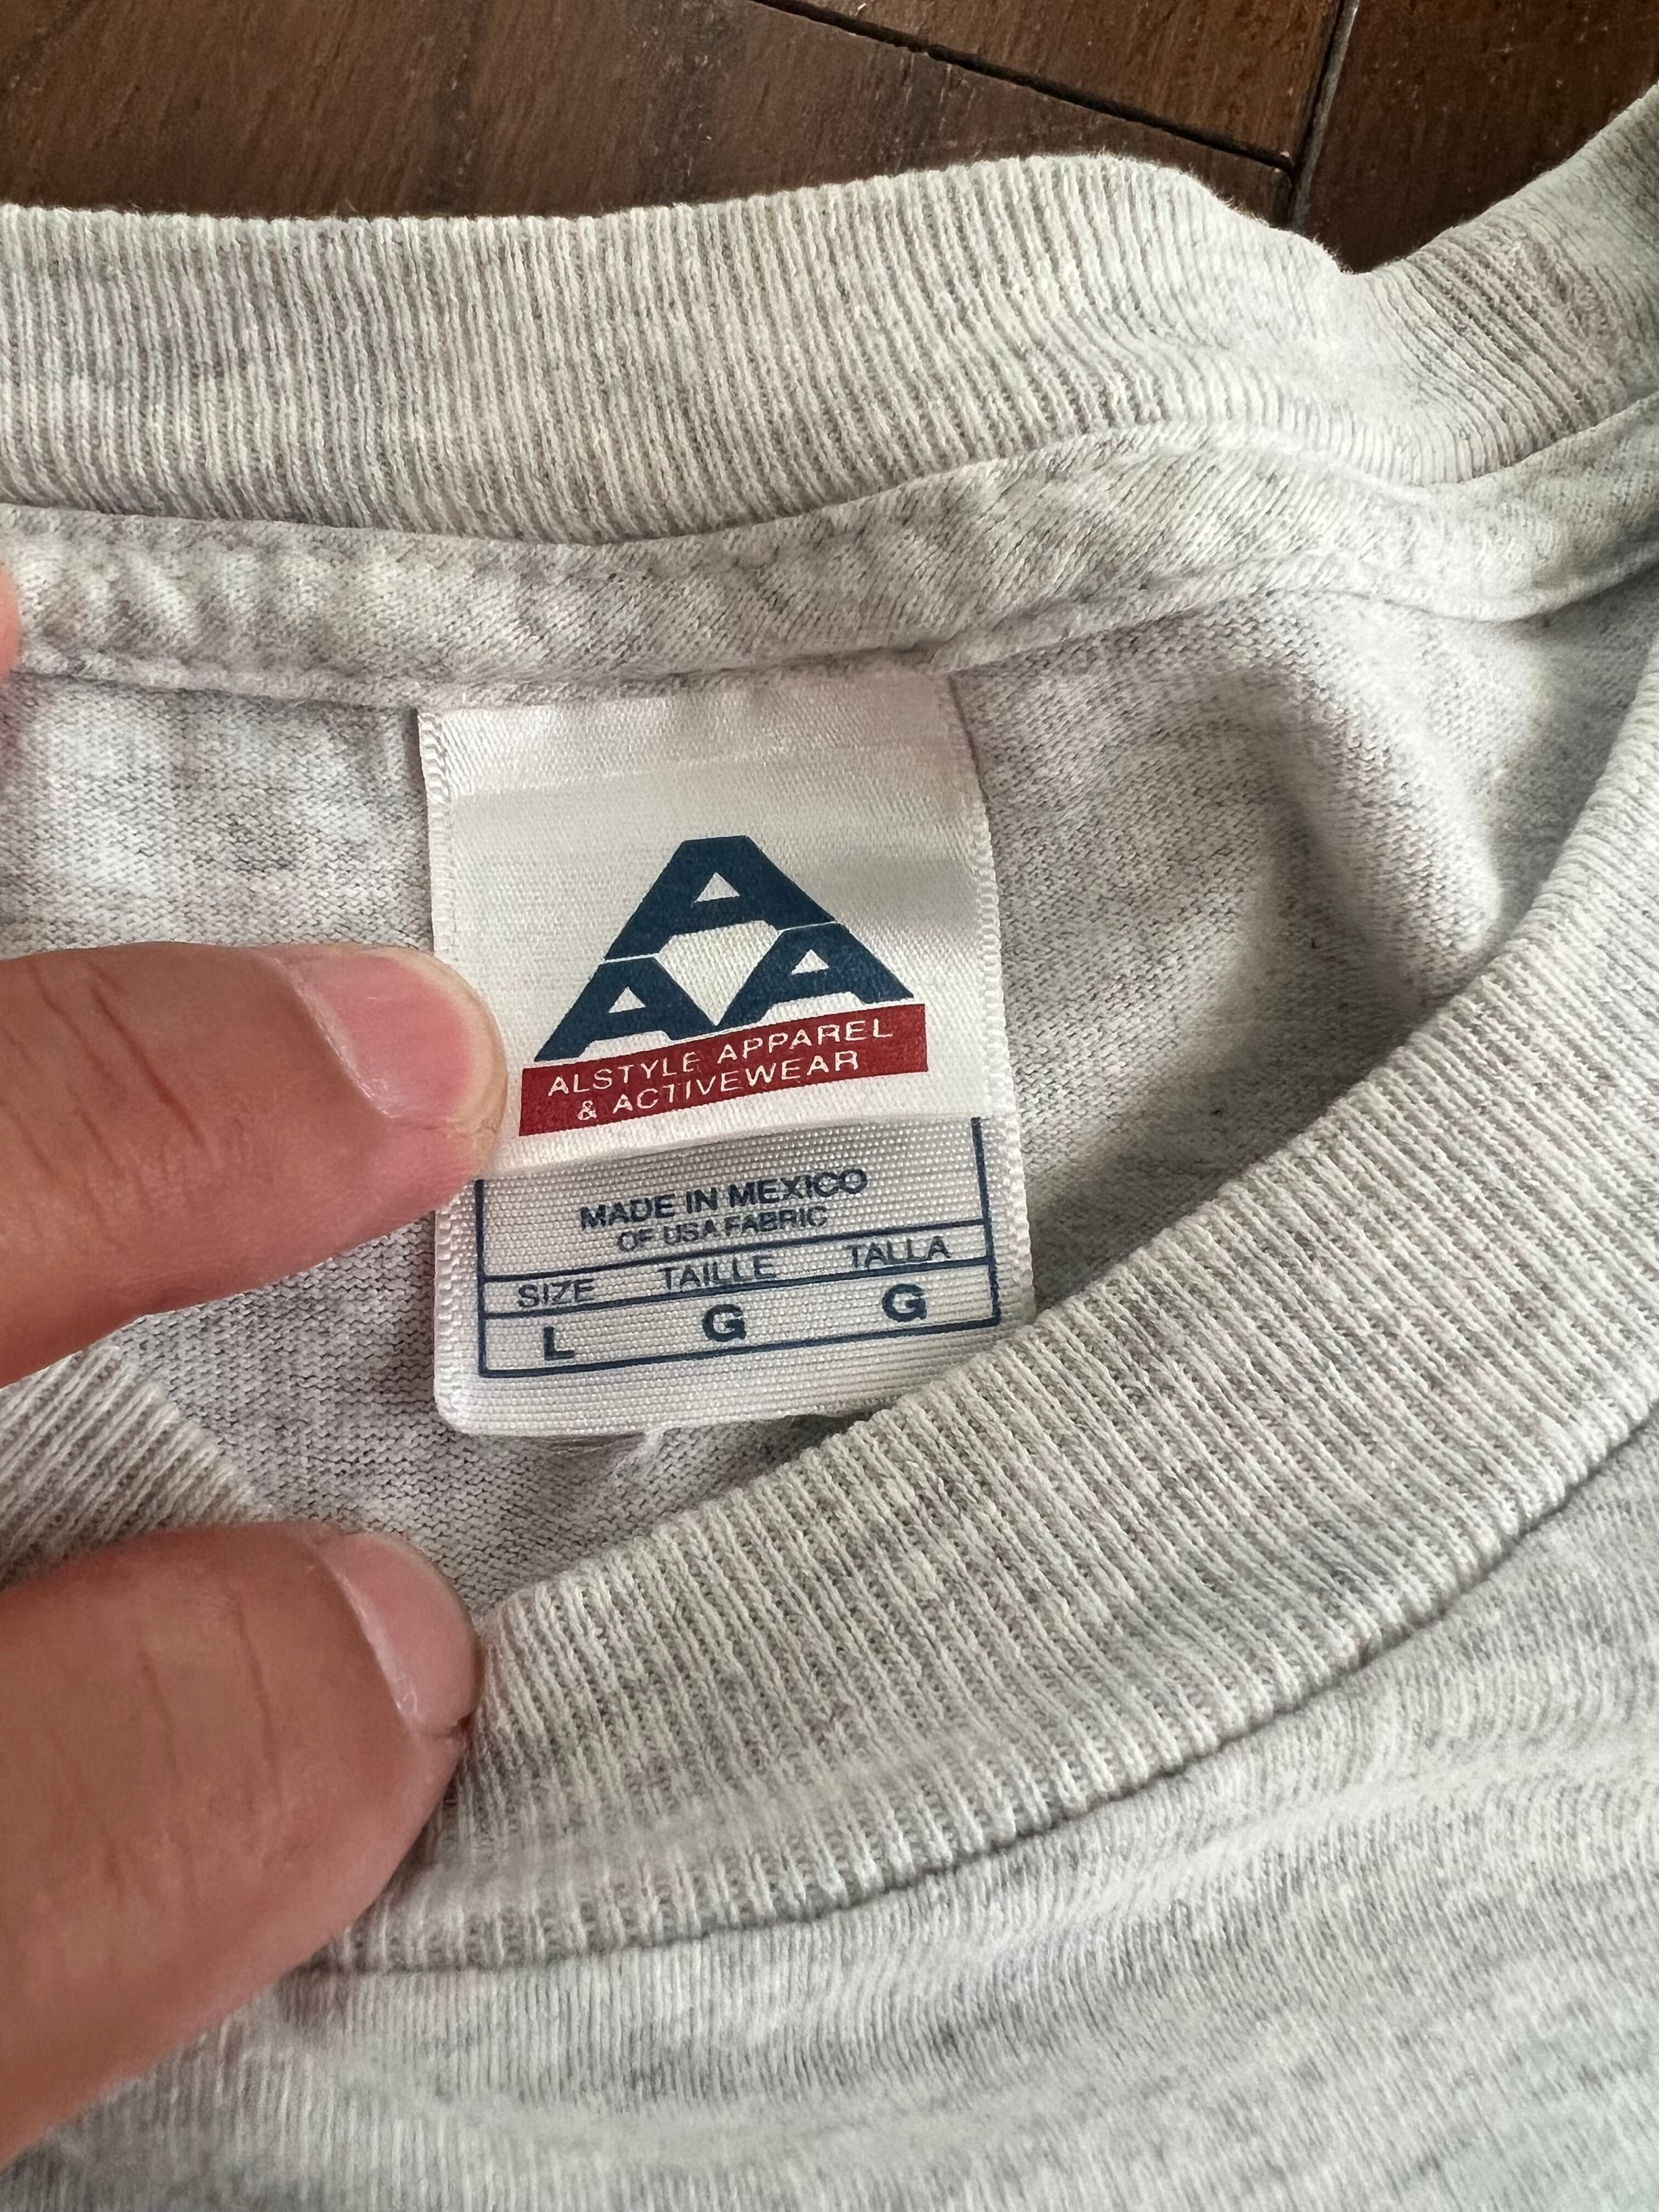 A
A A
ALSTYLE APPAREL
& ACTIVEWEAR
MADE IN MEXICO
OF USA FABRIC
SIZE TAILLE TALLA
L G G